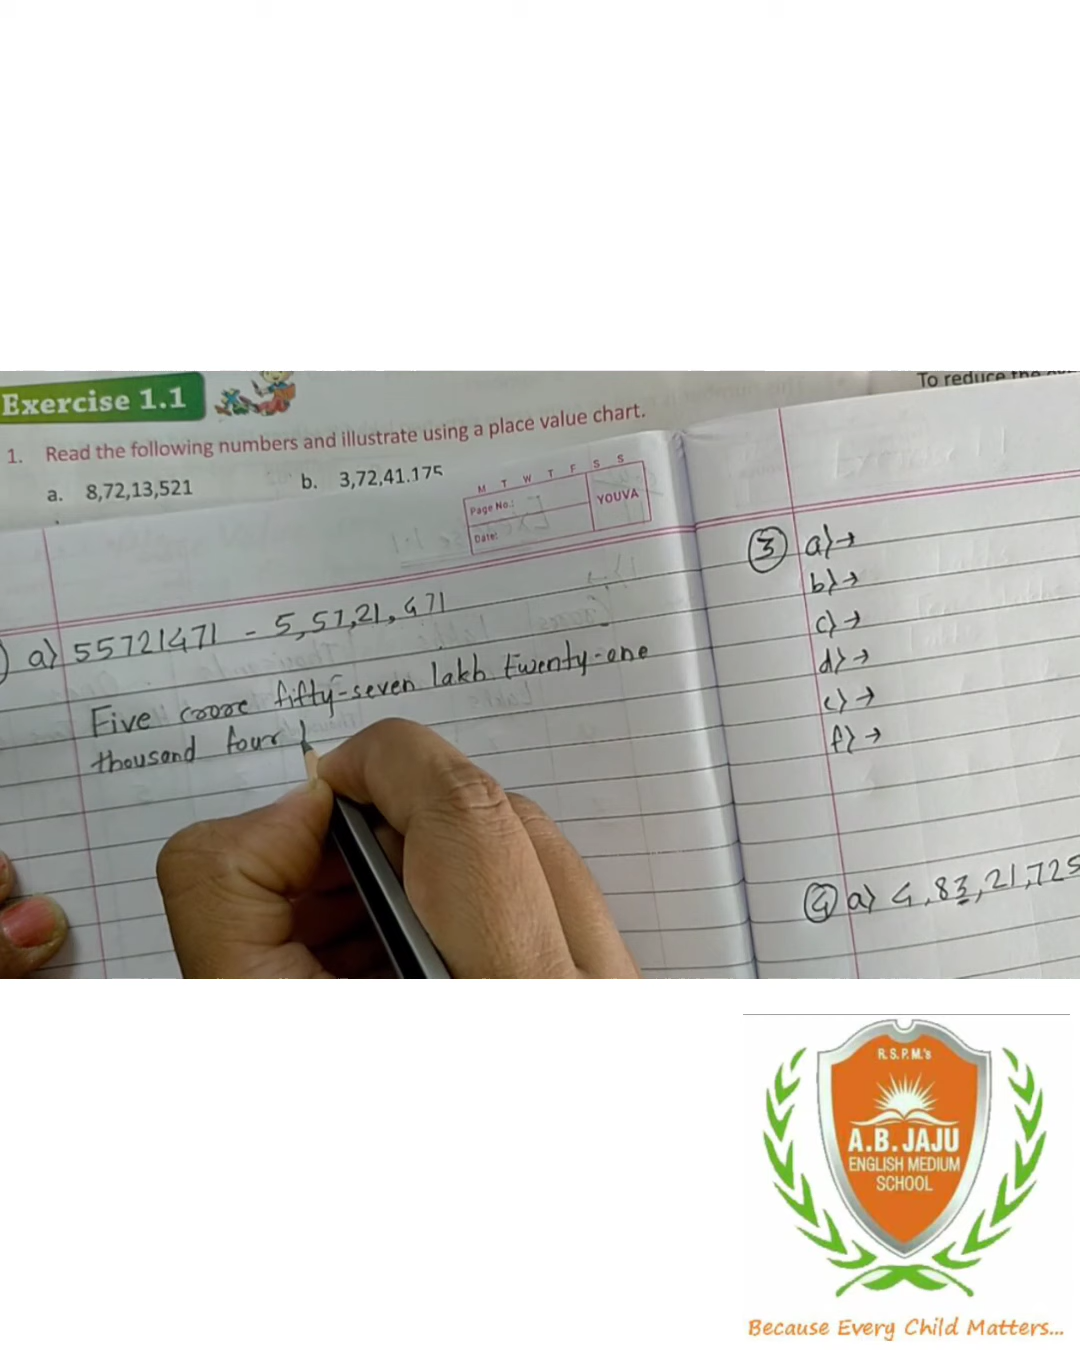 Exercise 1.1
To reduce the
1. Read the following numbers and illustrate using a place value chart.
a. 8,72,13,521 b. 3,72,41.175
M T W T F S S
Page No.:
YOUVA
Date:
a) 55721471 - 5,57,21,471
Five crore fifty-seven lakh twenty-one
thousand four
3 a) →
b) →
c) →
d) →
e) →
f) →
4 a) 4,83,21,725
R.S.P.M.'s
A.B. JAJU
ENGLISH MEDIUM
SCHOOL
Because Every Child Matters...